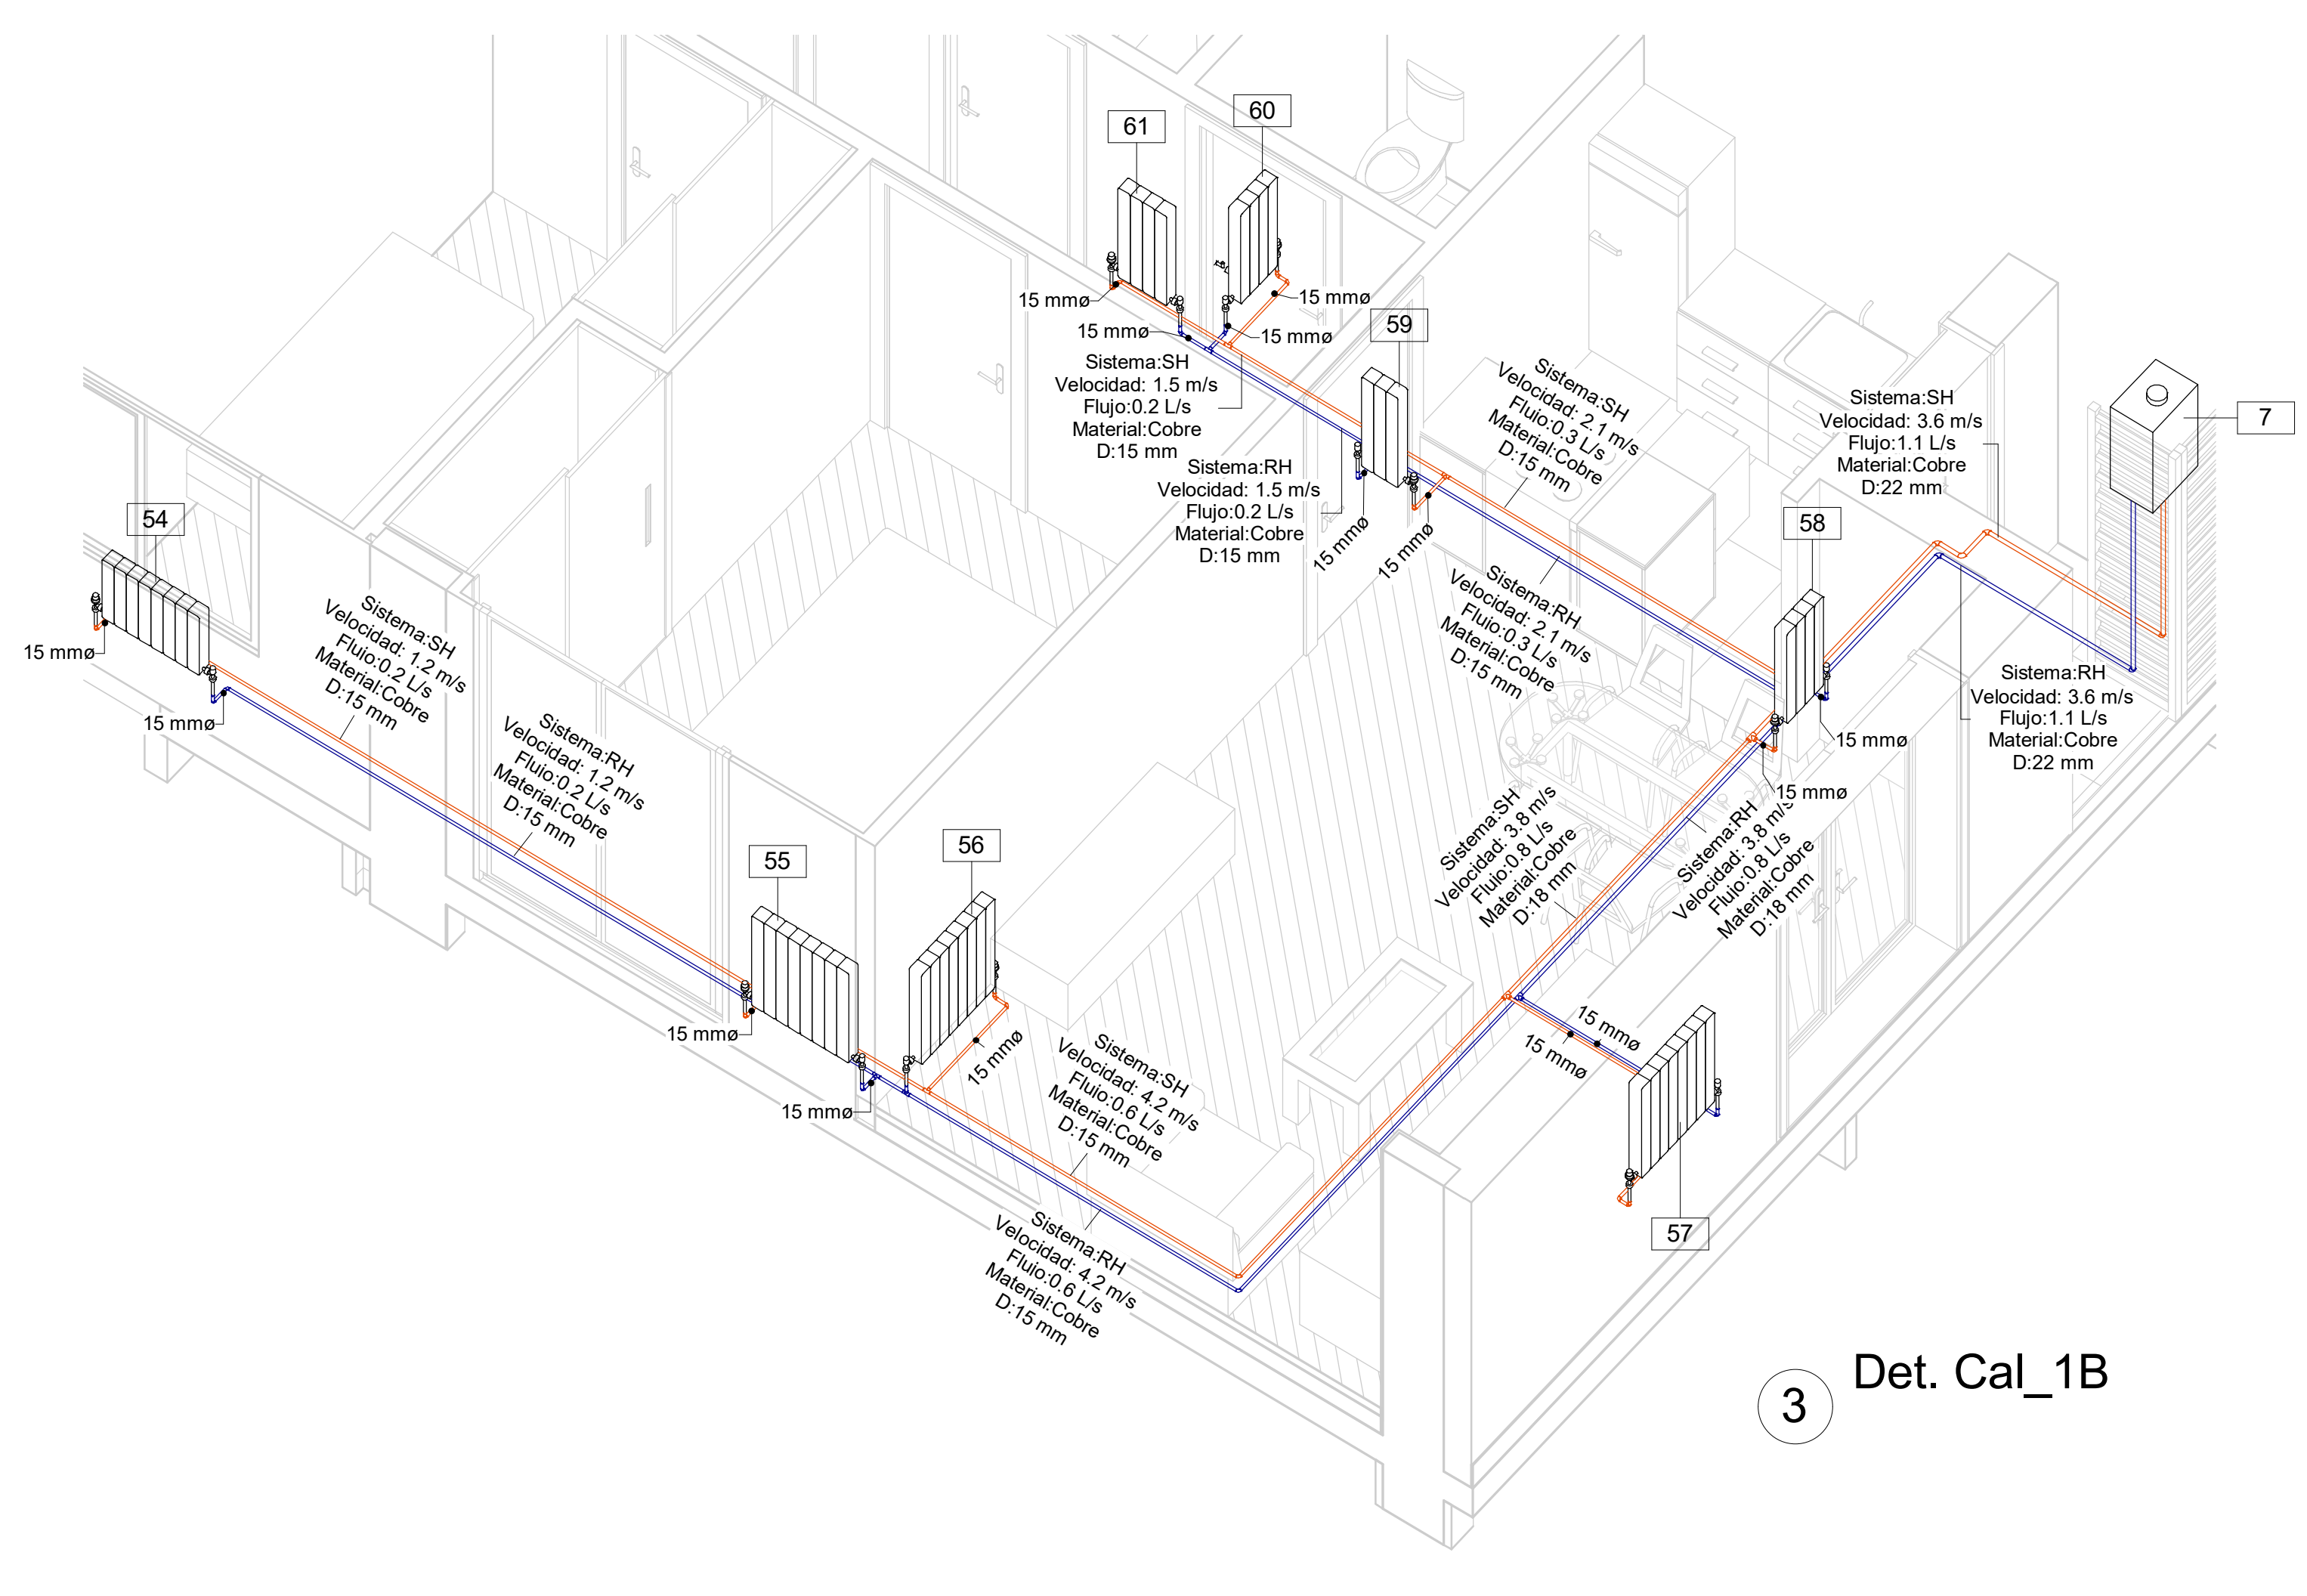 60
61
15 mmø
15 mmø
15 mmø
15 mmø
59
Sistema:SH
Velocidad: 1.5 m/s
Flujo:0.2 L/s
Material:Cobre
D:15 mm
Sistema:RH
Velocidad: 1.5 m/s
Flujo:0.2 L/s
Material:Cobre
D:15 mm
15 mmø
15 mmø
Sistema:SH
Velocidad: 2.1 m/s
Flujo:0.3 L/s
Material:Cobre
D:15 mm
Sistema:SH
Velocidad: 3.6 m/s
Flujo:1.1 L/s
Material:Cobre
D:22 mm
7
54
58
15 mmø
15 mmø
Sistema:SH
Velocidad: 1.2 m/s
Flujo:0.2 L/s
Material:Cobre
D:15 mm
Sistema:RH
Velocidad: 1.2 m/s
Flujo:0.2 L/s
Material:Cobre
D:15 mm
Sistema:RH
Velocidad: 2.1 m/s
Flujo:0.3 L/s
Material:Cobre
D:15 mm
Sistema:RH
Velocidad: 3.6 m/s
Flujo:1.1 L/s
Material:Cobre
D:22 mm
15 mmø
15 mmø
Sistema:SH
Velocidad: 3.8 m/s
Flujo:0.8 L/s
Material:Cobre
D:18 mm
Sistema:RH
Velocidad: 3.8 m/s
Flujo:0.8 L/s
Material:Cobre
D:18 mm
55
56
15 mmø
15 mmø
15 mmø
15 mmø
15 mmø
Sistema:SH
Velocidad: 4.2 m/s
Flujo:0.6 L/s
Material:Cobre
D:15 mm
Sistema:RH
Velocidad: 4.2 m/s
Flujo:0.6 L/s
Material:Cobre
D:15 mm
57
3
Det. Cal_1B